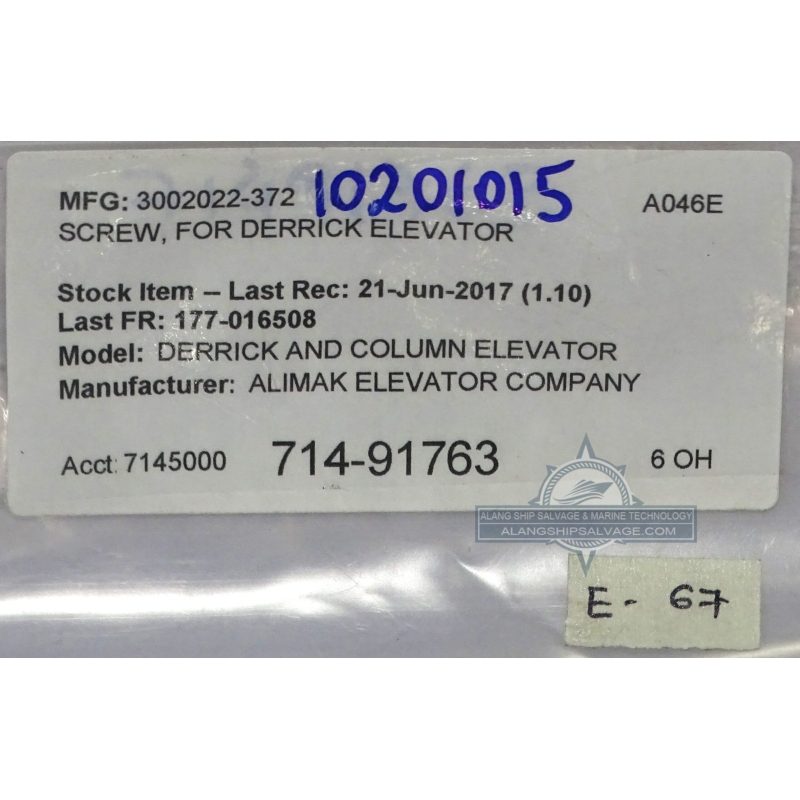 MFG: 3002022-372 10201015 A046E
SCREW, FOR DERRICK ELEVATOR
Stock Item – Last Rec: 21-Jun-2017 (1.10)
Last FR: 177-016508
Model: DERRICK AND COLUMN ELEVATOR
Manufacturer: ALIMAK ELEVATOR COMPANY
Acct: 7145000 714-91763 6 OH
ALANG SHIP SALVAGE & MARINE TECHNOLOGY
ALANGSHIPSALVAGE.COM
E- 67